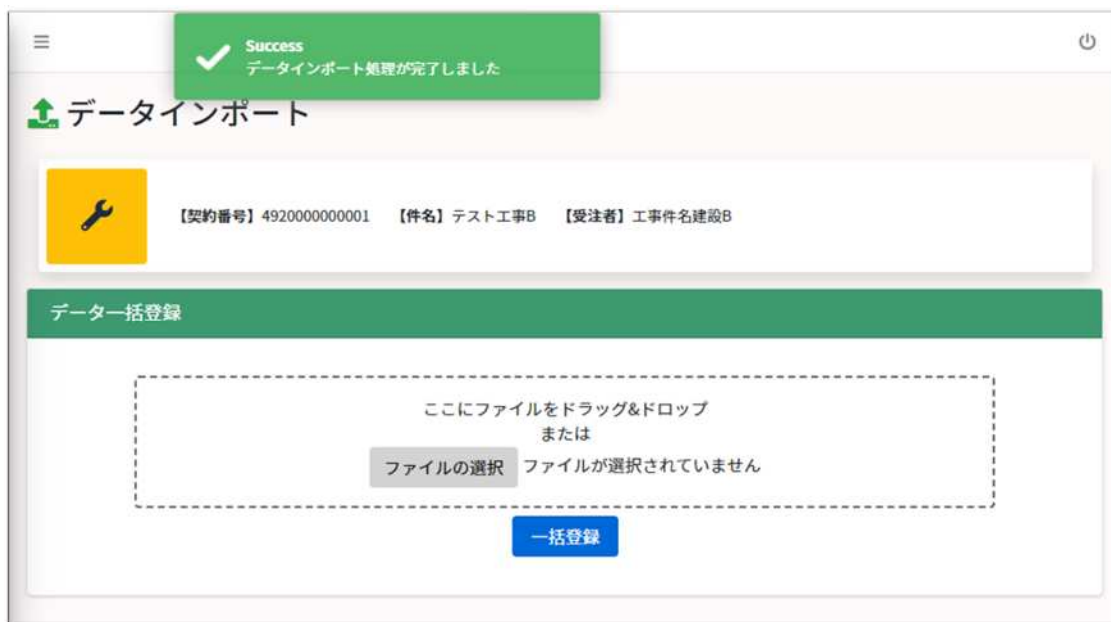 Success
データインポート処理が完了しました
データインポート
【契約番号】4920000000001 【件名】テスト工事B 【受注者】工事件名建設B
データ一括登録
ここにファイルをドラッグ&ドロップ
または
ファイルの選択 ファイルが選択されていません
一括登録